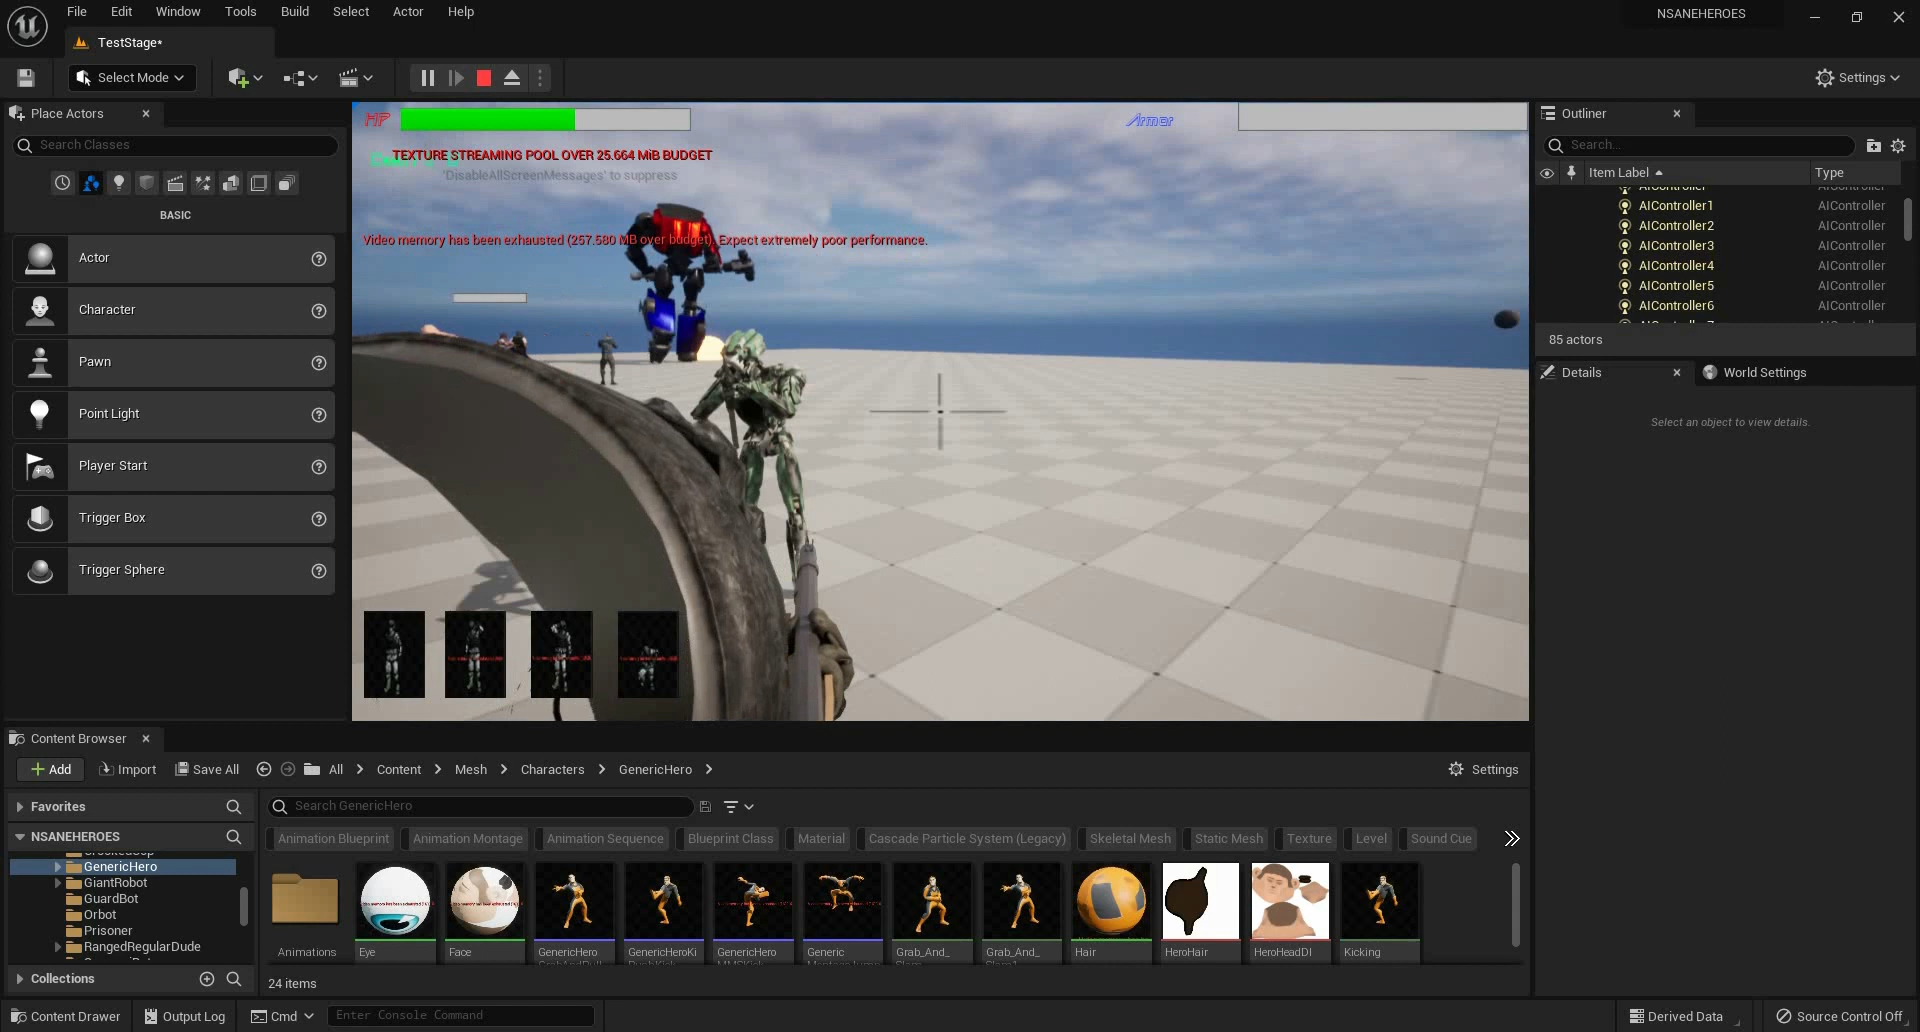 File Edit Window Tools Build Select Actor Help
NSANEHEROES
TestStage*
Select Mode
Settings
Place Actors
Search Classes
BASIC
Actor
Character
Pawn
Point Light
Player Start
Trigger Box
Trigger Sphere
HP
Armor
TEXTURE STREAMING POOL OVER 25.664 MiB BUDGET
'DisableAllScreenMessages' to suppress
Video memory has been exhausted (257.580 MB over budget). Expect extremely poor performance.
Outliner
Search...
Item Label Type
AIController AIController
AIController1 AIController
AIController2 AIController
AIController3 AIController
AIController4 AIController
AIController5 AIController
AIController6 AIController
85 actors
Details
World Settings
Select an object to view details.
Content Browser
Add Import Save All All Content Mesh Characters GenericHero Settings
Favorites
NSANEHEROES
GenericHero
GiantRobot
GuardBot
Orbot
Prisoner
RangedRegularDude
Collections
Search GenericHero
Animation Blueprint Animation Montage Animation Sequence Blueprint Class Material Cascade Particle System (Legacy) Skeletal Mesh Static Mesh Texture Level Sound Cue
Animations Eye Face GenericHero GenericHeroKi GenericHero Generic Grab_And_ Grab_And_ Hair HeroHair HeroHeadDI Kicking
24 items
Content Drawer Output Log Cmd Enter Console Command Derived Data Source Control Off